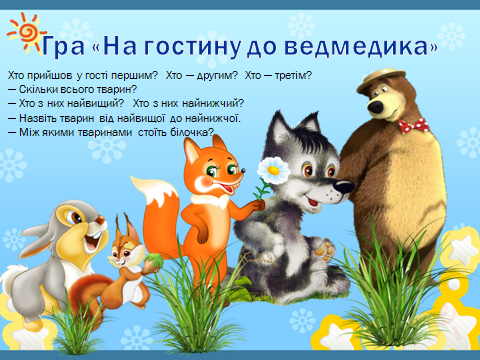 Гра «На гостину до ведмедика»
Хто прийшов у гості першим? Хто — другим? Хто — третім?
— Скільки всього тварин?
— Хто з них найвищий? Хто з них найнижчий?
— Назвіть тварин від найвищої до найнижчої.
— Між якими тваринами стоїть білочка?